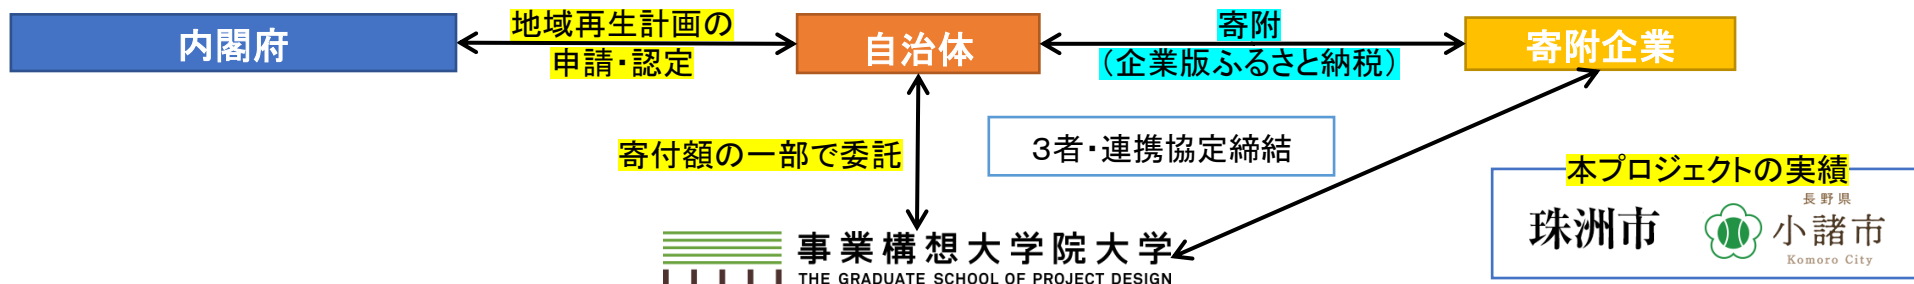 内閣府
地域再生計画の
申請・認定
自治体
寄附
（企業版ふるさと納税）
寄附企業
寄付額の一部で委託
３者・連携協定締結
本プロジェクトの実績
珠洲市
長野県
小諸市
Komoro City
事業構想大学院大学
THE GRADUATE SCHOOL OF PROJECT DESIGN